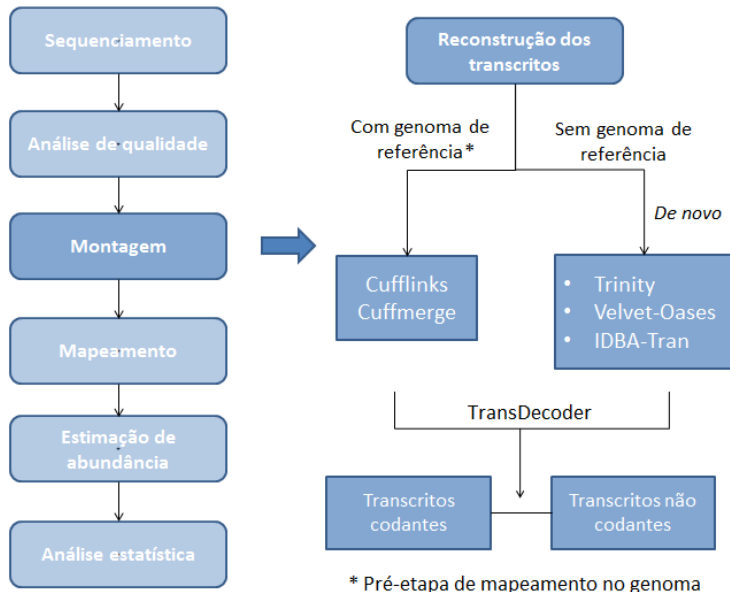 Sequenciamento
Análise de qualidade
Montagem
Mapeamento
Estimação de
abundância
Análise estatística
Reconstrução dos
transcritos
Com genoma de
referência*
Sem genoma de
referência
De novo
Cufflinks
Cuffmerge
• Trinity
• Velvet-Oases
• IDBA-Tran
TransDecoder
Transcritos
codantes
Transcritos não
codantes
* Pré-etapa de mapeamento no genoma